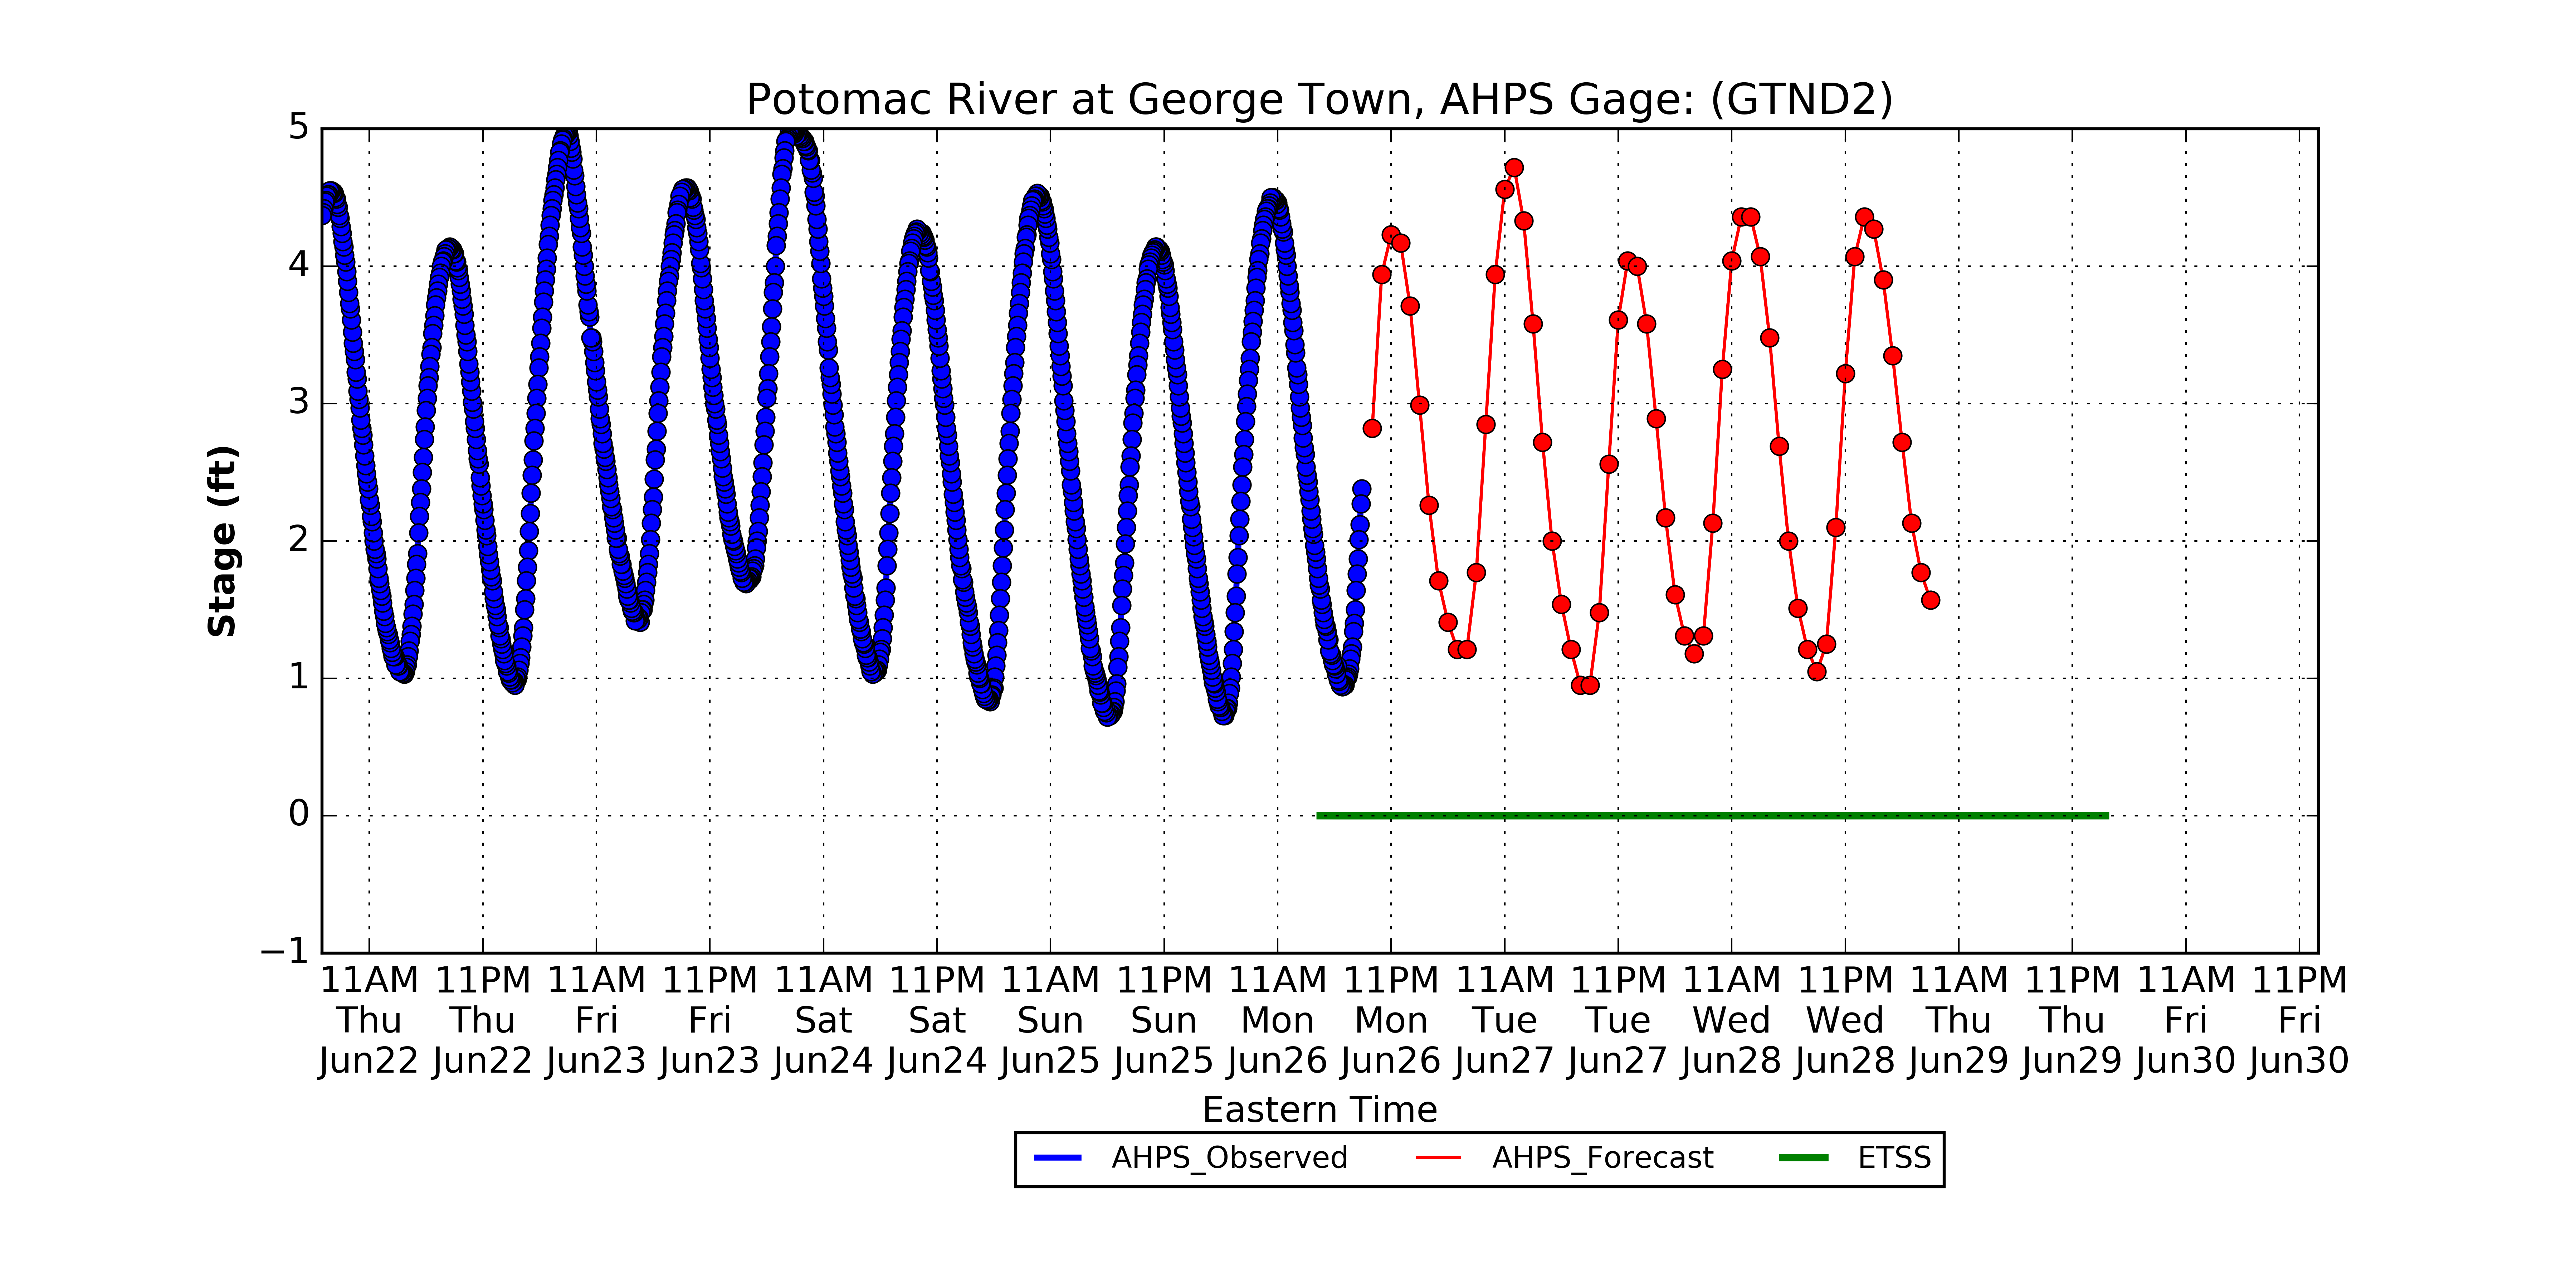 Potomac River at George Town, AHPS Gage: (GTND2)
5
4
3
2
1
0
−1
Stage (ft)
11AM 11PM 11AM 11PM 11AM 11PM 11AM 11PM 11AM 11PM 11AM 11PM 11AM 11PM 11AM 11PM 11AM 11PM
Thu Thu Fri Fri Sat Sat Sun Sun Mon Mon Tue Tue Wed Wed Thu Thu Fri Fri
Jun22 Jun22 Jun23 Jun23 Jun24 Jun24 Jun25 Jun25 Jun26 Jun26 Jun27 Jun27 Jun28 Jun28 Jun29 Jun29 Jun30 Jun30
Eastern Time
AHPS_Observed AHPS_Forecast ETSS